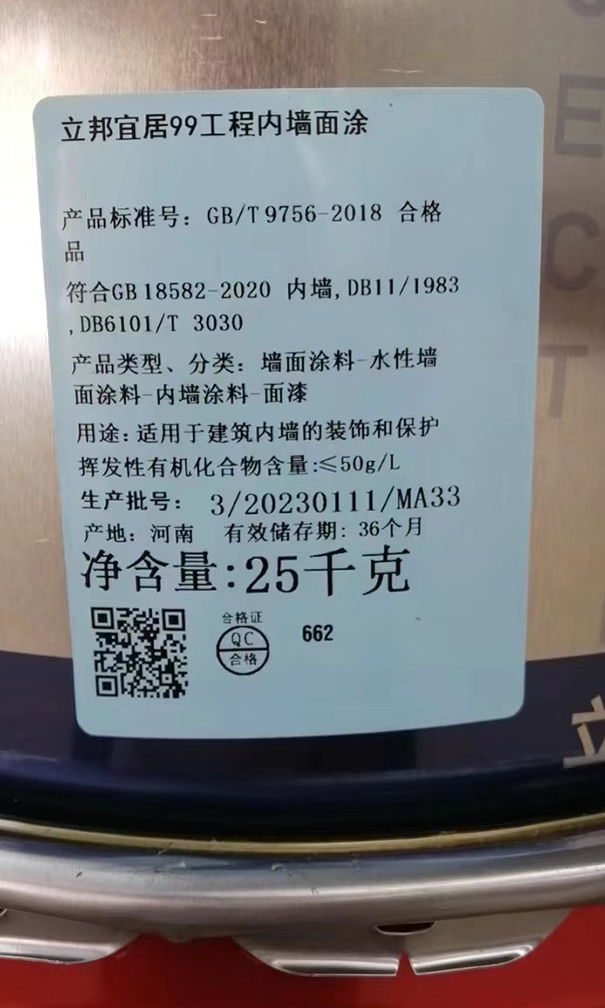 立邦宜居99工程内墙面涂
产品标准号：GB/T 9756-2018 合格
品
符合GB 18582-2020 内墙,DB11/1983
,DB6101/T 3030
产品类型、分类：墙面涂料-水性墙
面涂料-内墙涂料-面漆
用途:适用于建筑内墙的装饰和保护
挥发性有机化合物含量:≤50g/L
生产批号： 3/20230111/MA33
产地: 河南 有效储存期: 36个月
净含量:25千克
合格证
QC
合格
662
E
C
T
立